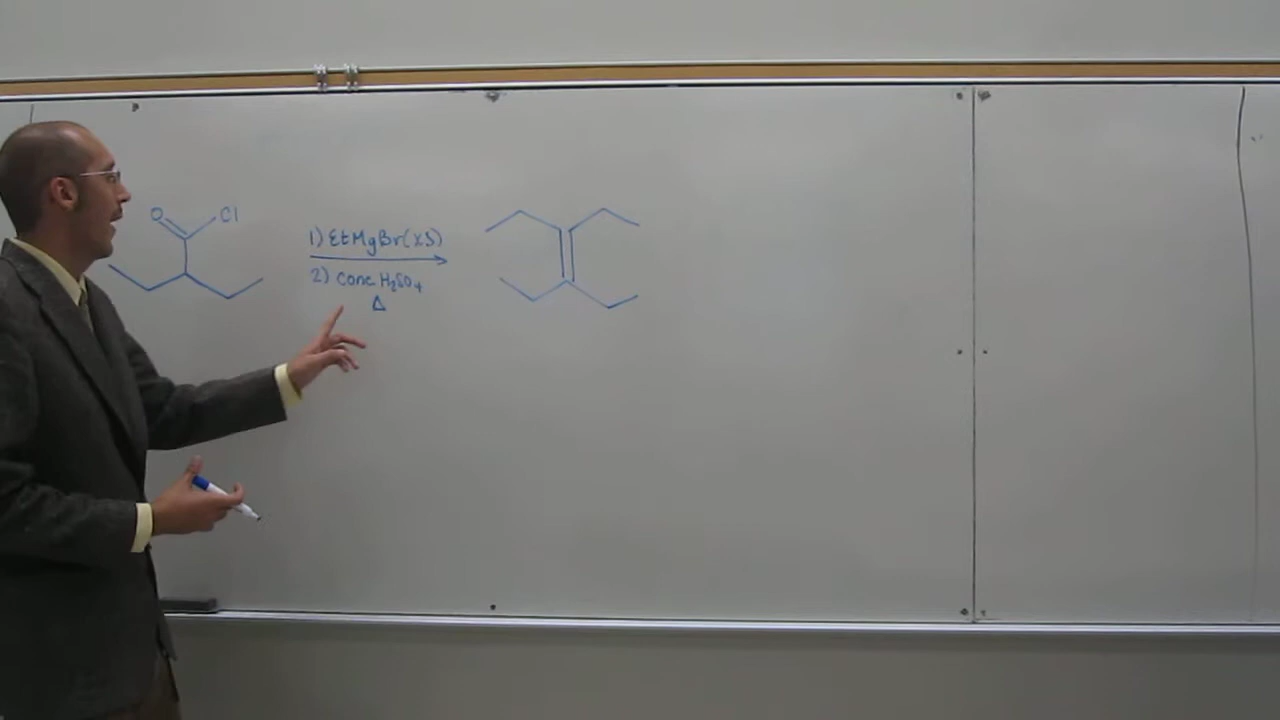 O Cl
1) EtMgBr(XS)
2) conc H₂SO₄
Δ